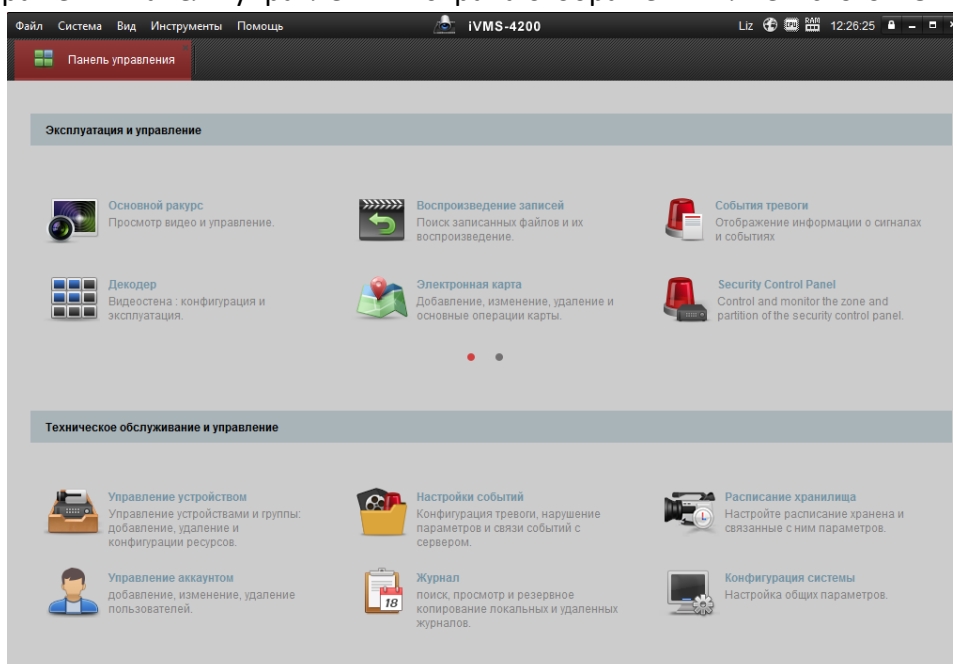 Файл Система Вид Инструменты Помощь iVMS-4200 Liz CPU RAM 12:26:25
Панель управления
Эксплуатация и управление
Основной ракурс
Просмотр видео и управление.
Воспроизведение записей
Поиск записанных файлов и их
воспроизведение.
События тревоги
Отображение информации о сигналах
и событиях
Декодер
Видеостена : конфигурация и
эксплуатация.
Электронная карта
Добавление, изменение, удаление и
основные операции карты.
Security Control Panel
Control and monitor the zone and
partition of the security control panel.
Техническое обслуживание и управление
Управление устройством
Управление устройствами и группы:
добавление, удаление и
конфигурации ресурсов.
Настройки событий
Конфигурация тревоги, нарушение
параметров и связи событий с
сервером.
Расписание хранилища
Настройте расписание хранена и
связанные с ним параметров.
Управление аккаунтом
добавление, изменение, удаление
пользователей.
18
Журнал
поиск, просмотр и резервное
копирование локальных и удаленных
журналов.
Конфигурация системы
Настройка общих параметров.